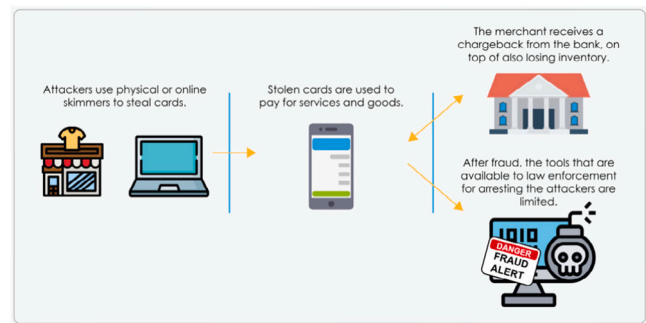 Attackers use physical or online
skimmers to steal cards.
Stolen cards are used to
pay for services and goods.
The merchant receives a
chargeback from the bank, on
top of also losing inventory.
After fraud, the tools that are
available to law enforcement
for arresting the attackers are
limited.
1010
DANGER
FRAUD
ALERT